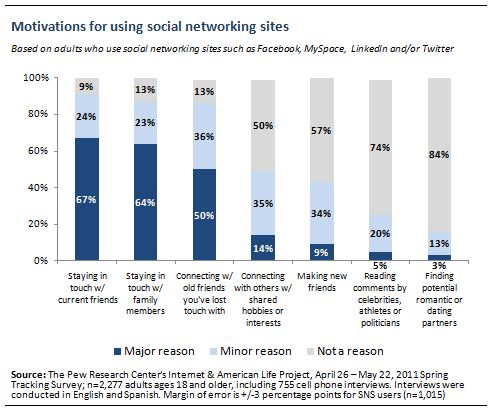 Motivations for using social networking sites
Based on adults who use social networking sites such as Facebook, MySpace, LinkedIn and/or Twitter
100%
80%
60%
40%
20%
0%
9%
24%
67%
13%
23%
64%
13%
36%
50%
50%
35%
14%
57%
34%
9%
74%
20%
5%
84%
13%
3%
Staying in
touch w/
current friends
Staying in
touch w/
family
members
Connecting w/
old friends
you've lost
touch with
Connecting
with others w/
shared
hobbies or
interests
Making new
friends
Reading
comments by
celebrities,
athletes or
politicians
Finding
potential
romantic or
dating
partners
Major reason
Minor reason
Not a reason
Source: The Pew Research Center's Internet & American Life Project, April 26 – May 22, 2011 Spring
Tracking Survey; n=2,277 adults ages 18 and older, including 755 cell phone interviews. Interviews were
conducted in English and Spanish. Margin of error is +/-3 percentage points for SNS users (n=1,015)